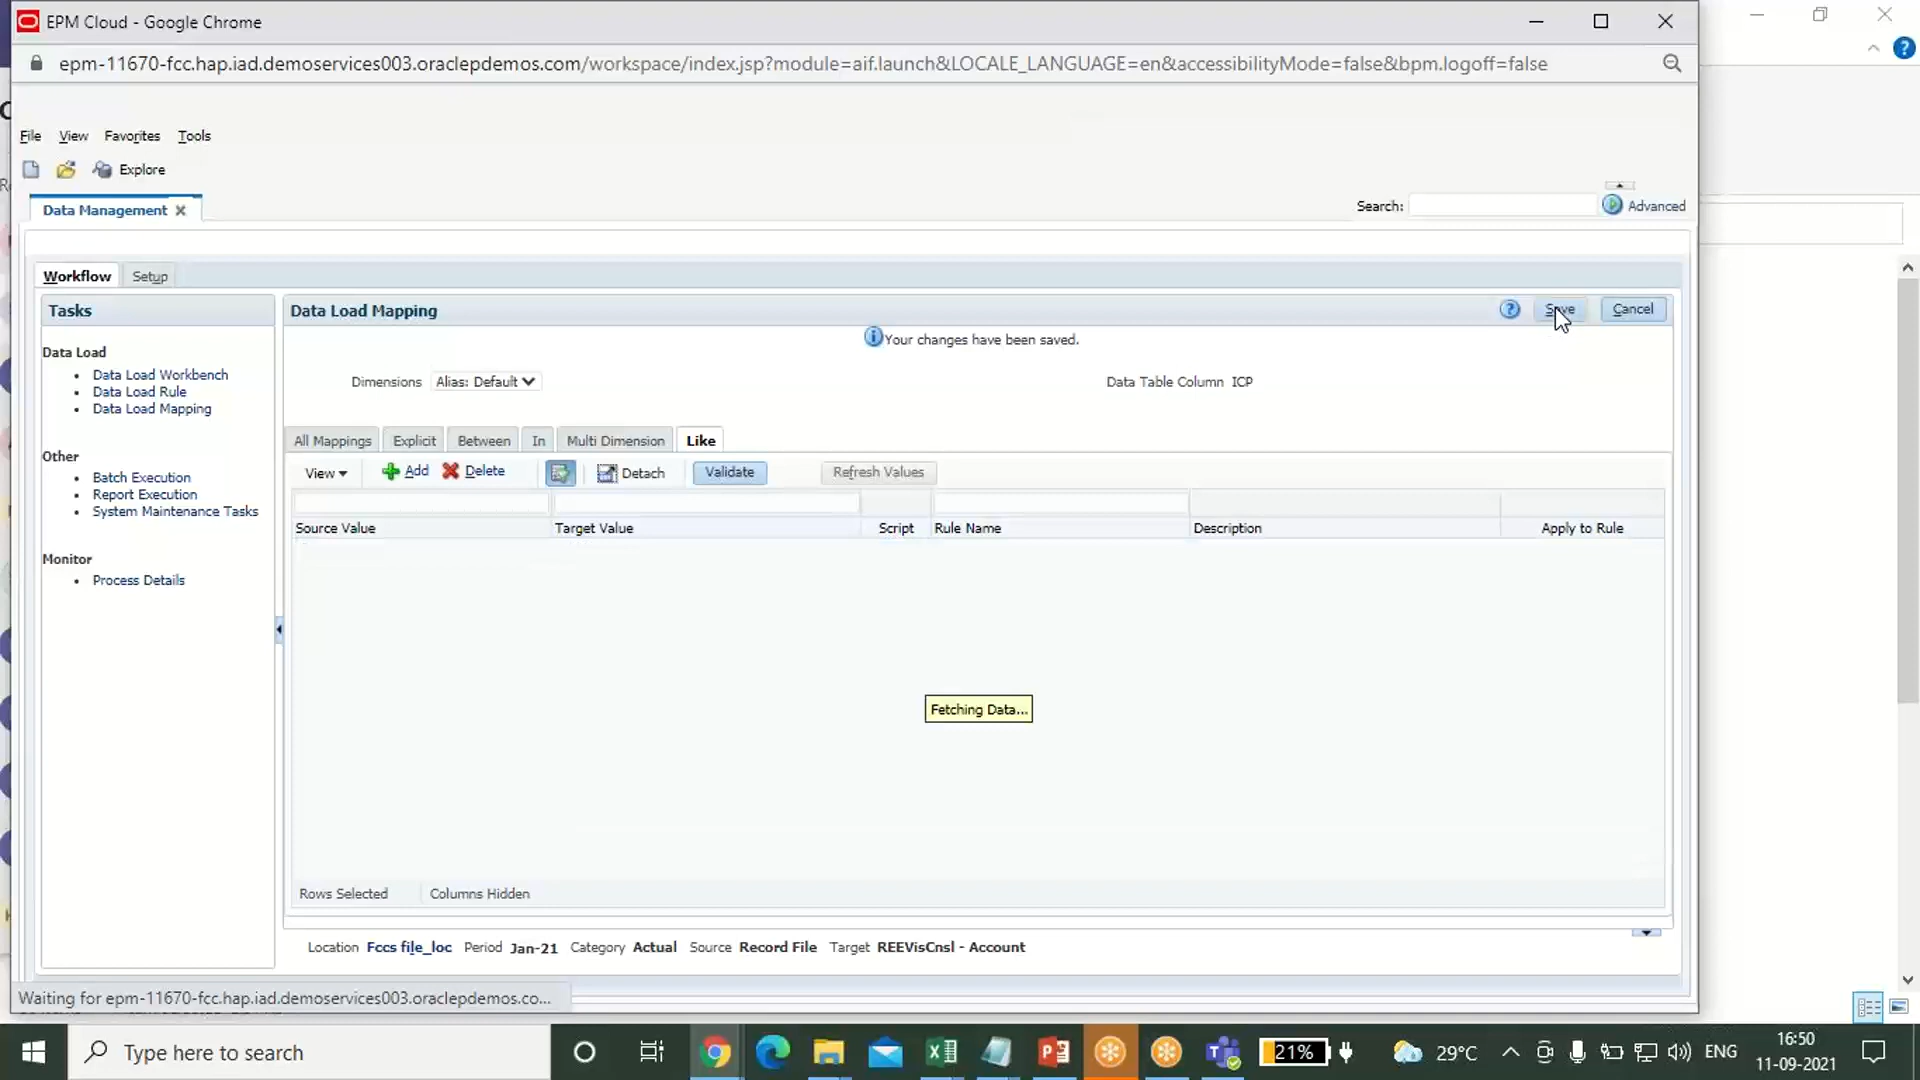 EPM Cloud - Google Chrome
epm-11670-fcc.hap.iad.demoservices003.oraclepdemos.com/workspace/index.jsp?module=aif.launch&LOCALE_LANGUAGE=en&accessibilityMode=false&bpm.logoff=false
File View Favorites Tools
Explore
Data Management
Search: Advanced
Workflow Setup
Tasks
Data Load Mapping
Save Cancel
Your changes have been saved.
Data Load
Data Load Workbench
Data Load Rule
Data Load Mapping
Other
Batch Execution
Report Execution
System Maintenance Tasks
Monitor
Process Details
Dimensions Alias: Default
Data Table Column ICP
All Mappings Explicit Between In Multi Dimension Like
View Add Delete Detach Validate Refresh Values
Source Value Target Value Script Rule Name Description Apply to Rule
Fetching Data...
Rows Selected Columns Hidden
Location Fccs file_loc Period Jan-21 Category Actual Source Record File Target REEVisCnsl - Account
Waiting for epm-11670-fcc.hap.iad.demoservices003.oraclepdemos.co...
Type here to search
21%
29°C
ENG
16:50
11-09-2021